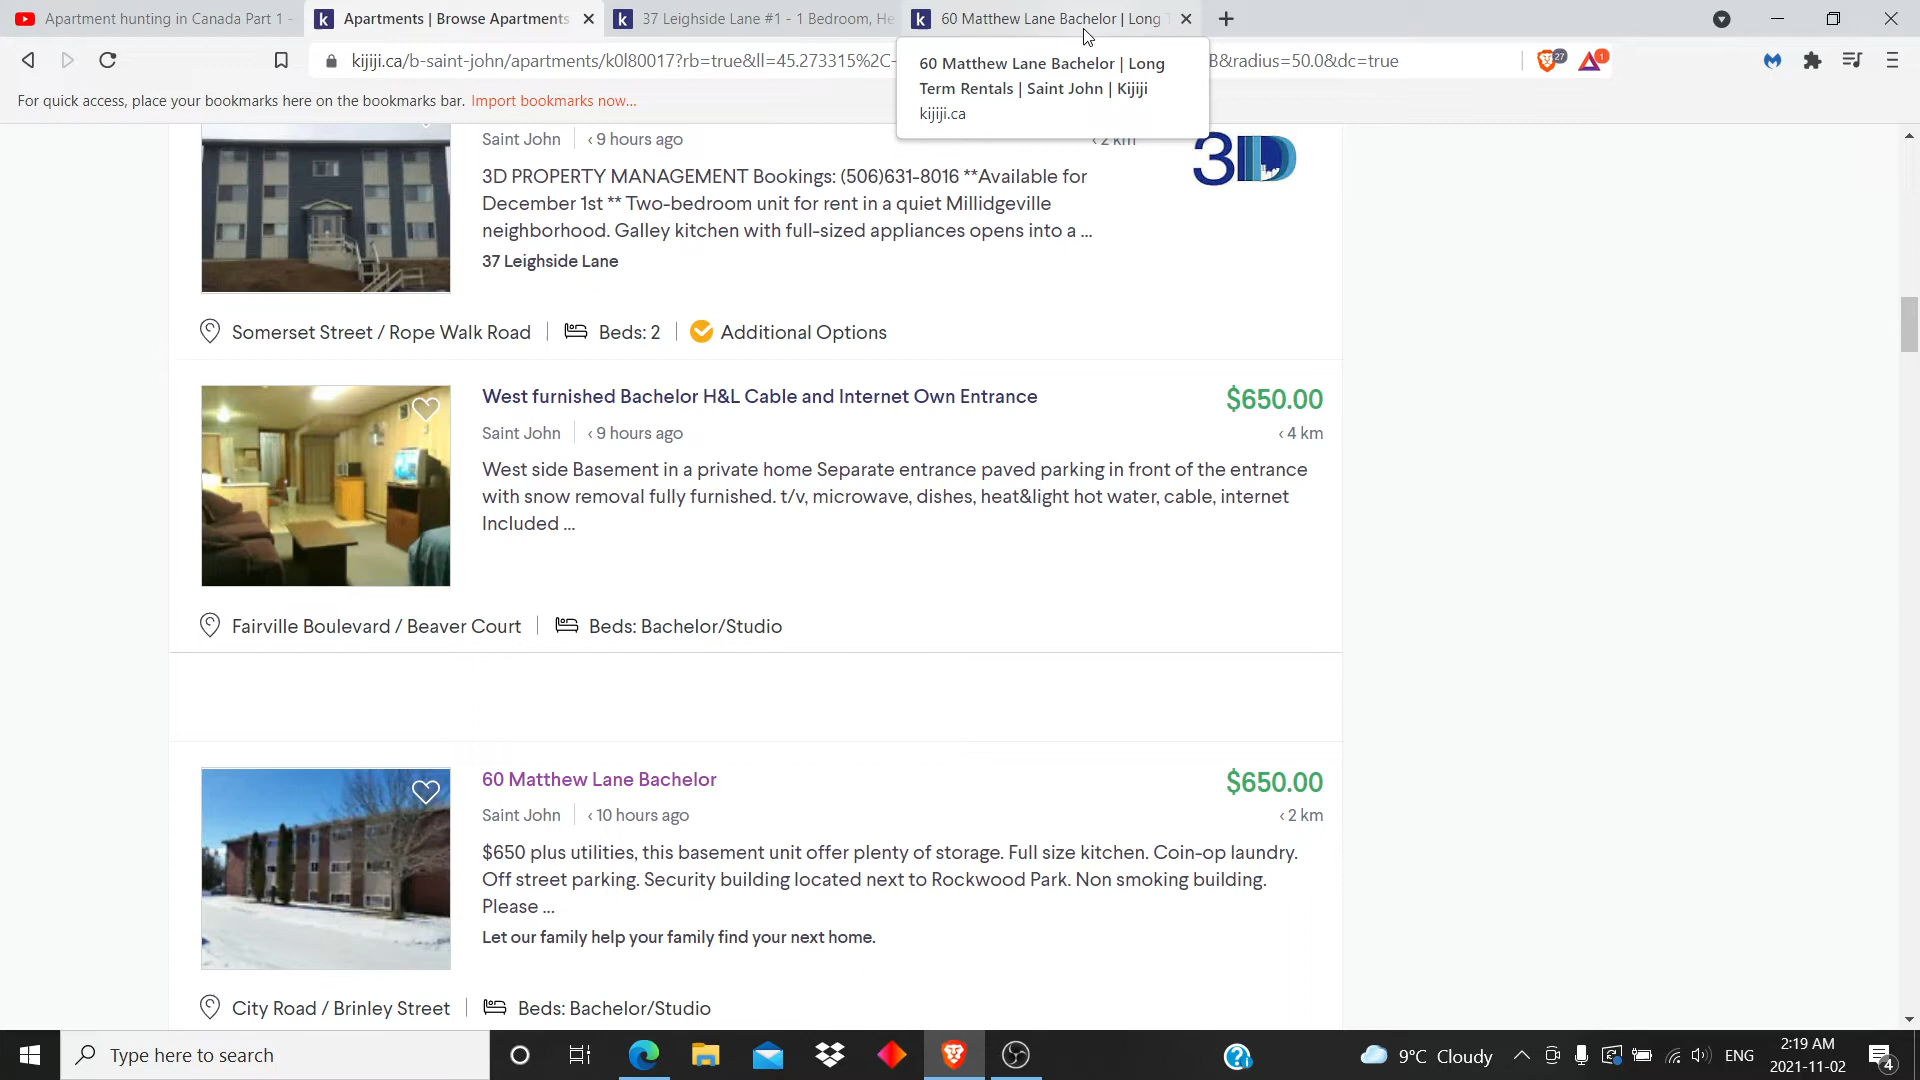 Apartment hunting in Canada Part 1 -
Apartments | Browse Apartments
37 Leighside Lane #1 - 1 Bedroom, He
60 Matthew Lane Bachelor | Long T
kijiji.ca/b-saint-john/apartments/k0l80017?rb=true&ll=45.273315%2C-
B&radius=50.0&dc=true
27
1
60 Matthew Lane Bachelor | Long
Term Rentals | Saint John | Kijiji
kijiji.ca
For quick access, place your bookmarks here on the bookmarks bar. Import bookmarks now...
Saint John
< 9 hours ago
< 2 km
3D
3D PROPERTY MANAGEMENT Bookings: (506)631-8016 **Available for
December 1st ** Two-bedroom unit for rent in a quiet Millidgeville
neighborhood. Galley kitchen with full-sized appliances opens into a ...
37 Leighside Lane
Somerset Street / Rope Walk Road
Beds: 2
Additional Options
West furnished Bachelor H&L Cable and Internet Own Entrance
$650.00
Saint John
< 9 hours ago
< 4 km
West side Basement in a private home Separate entrance paved parking in front of the entrance
with snow removal fully furnished. t/v, microwave, dishes, heat&light hot water, cable, internet
Included ...
Fairville Boulevard / Beaver Court
Beds: Bachelor/Studio
60 Matthew Lane Bachelor
$650.00
Saint John
< 10 hours ago
< 2 km
$650 plus utilities, this basement unit offer plenty of storage. Full size kitchen. Coin-op laundry.
Off street parking. Security building located next to Rockwood Park. Non smoking building.
Please ...
Let our family help your family find your next home.
City Road / Brinley Street
Beds: Bachelor/Studio
Type here to search
9°C Cloudy
ENG
2:19 AM
2021-11-02
4